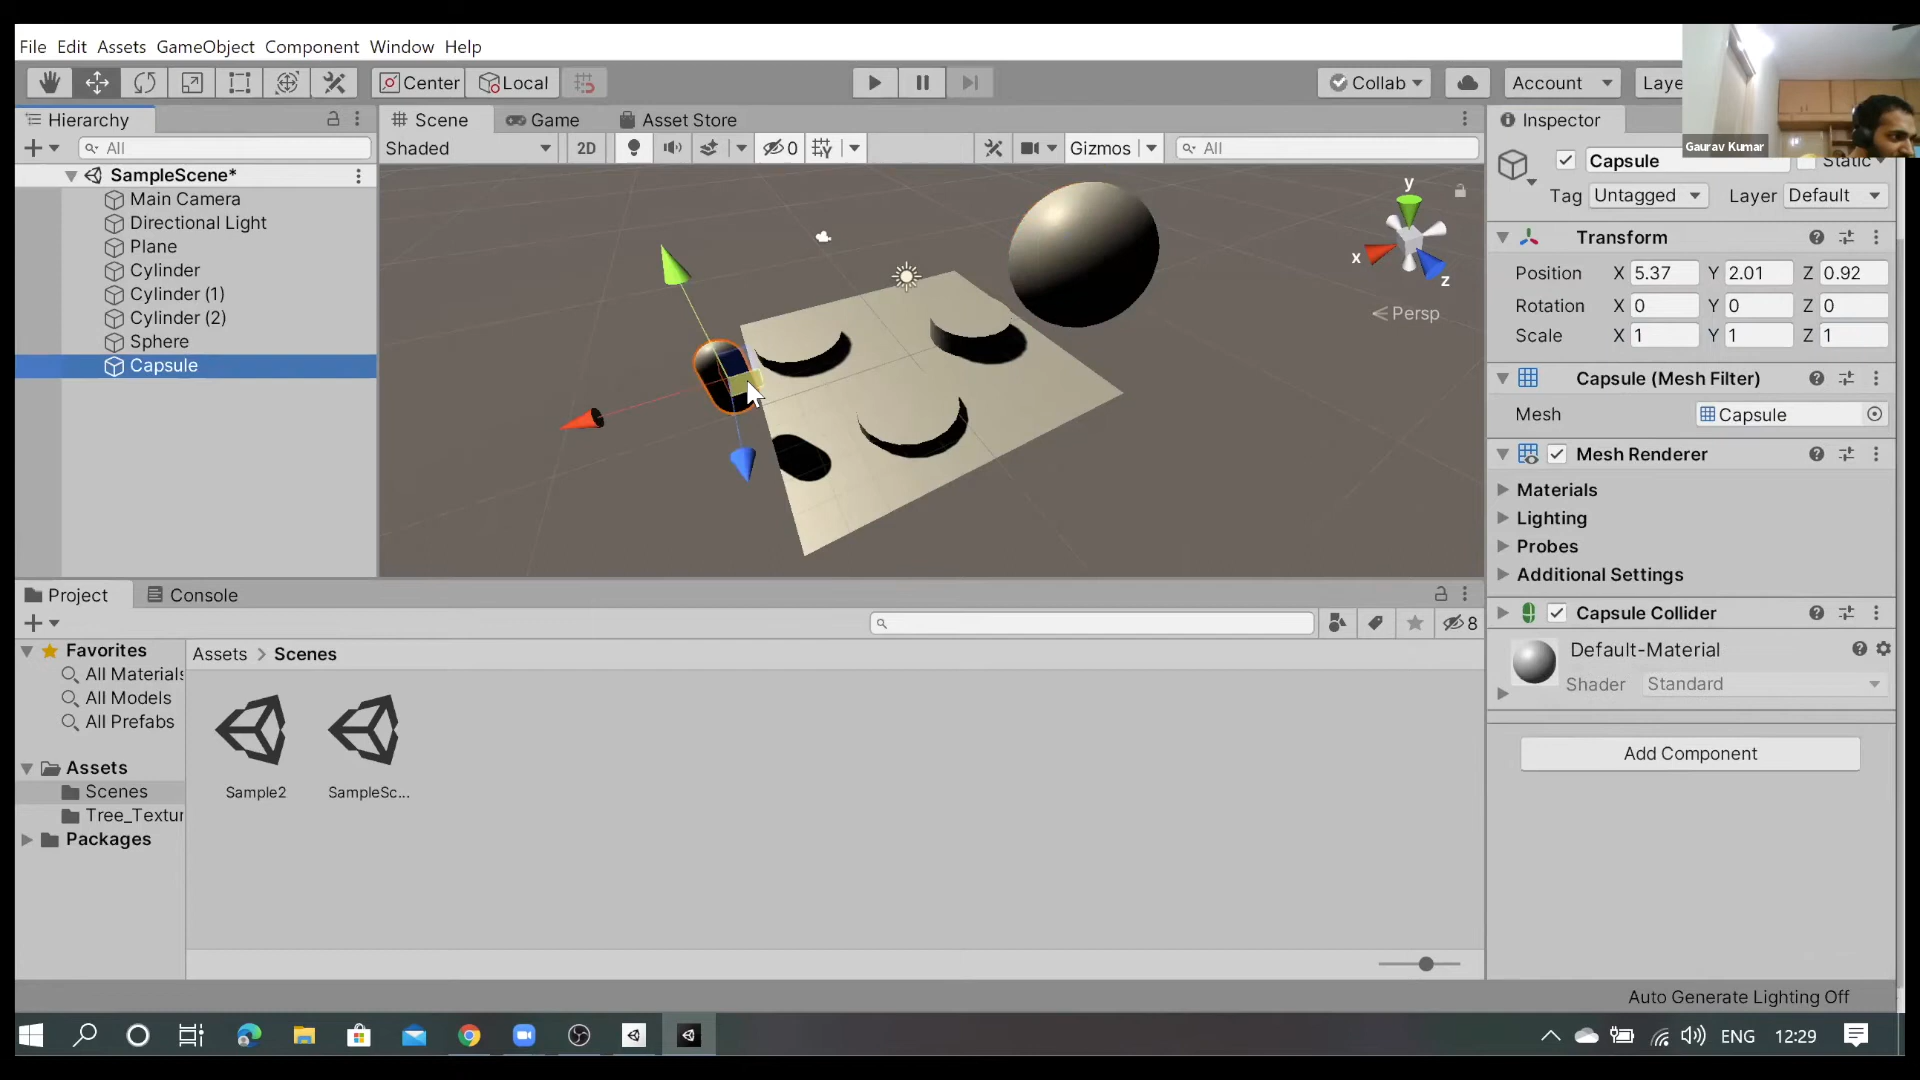 File Edit Assets GameObject Component Window Help
Center Local Collab Account Laye
Gaurav Kumar
Hierarchy
All
SampleScene*
Main Camera
Directional Light
Plane
Cylinder
Cylinder (1)
Cylinder (2)
Sphere
Capsule
Scene Game Asset Store
Shaded 2D 0 Gizmos All
y
x
z
Persp
Inspector
Capsule Static
Tag Untagged Layer Default
Transform
Position X 5.37 Y 2.01 Z 0.92
Rotation X 0 Y 0 Z 0
Scale X 1 Y 1 Z 1
Capsule (Mesh Filter)
Mesh Capsule
Mesh Renderer
Materials
Lighting
Probes
Additional Settings
Capsule Collider
Default-Material
Shader Standard
Add Component
Project Console
8
Favorites
All Materials
All Models
All Prefabs
Assets
Scenes
Tree_Textur
Packages
Assets > Scenes
Sample2 SampleSc...
Auto Generate Lighting Off
ENG 12:29